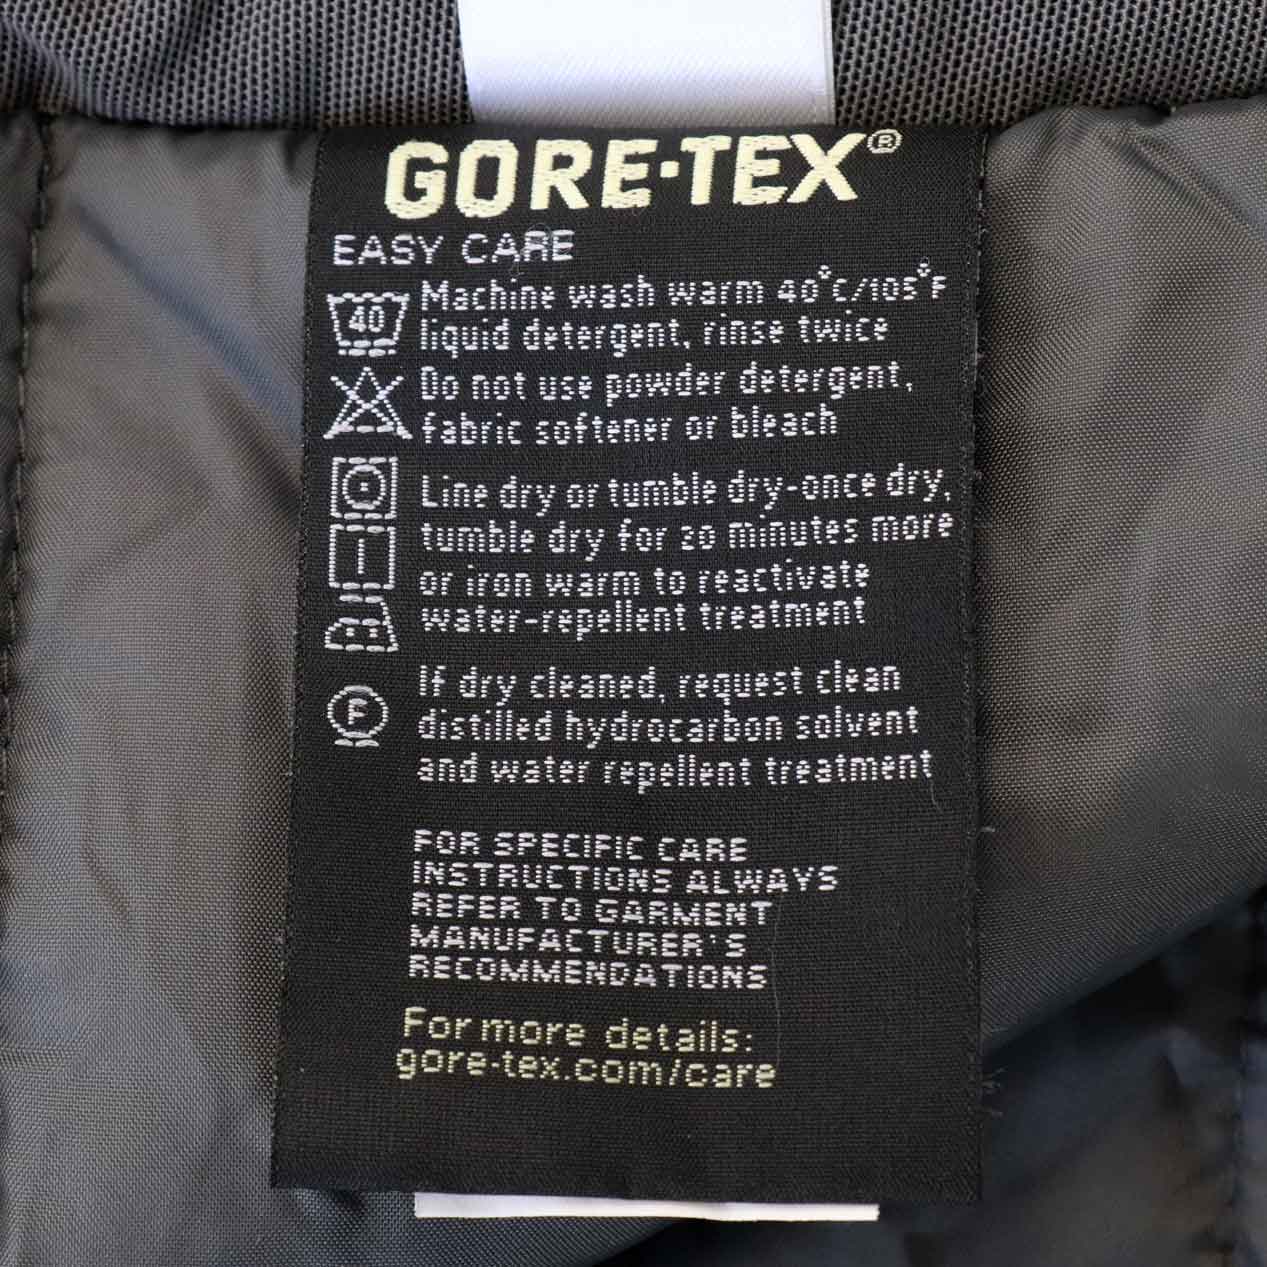 GORE-TEX®
EASY CARE
40
Machine wash warm 40°C/105°F
liquid detergent, rinse twice
Do not use powder detergent,
fabric softener or bleach
Line dry or tumble dry-once dry,
tumble dry for 20 minutes more
or iron warm to reactivate
water-repellent treatment
If dry cleaned, request clean
F
distilled hydrocarbon solvent
and water repellent treatment
FOR SPECIFIC CARE
INSTRUCTIONS ALWAYS
REFER TO GARMENT
MANUFACTURER'S
RECOMMENDATIONS
For more details:
gore-tex.com/care